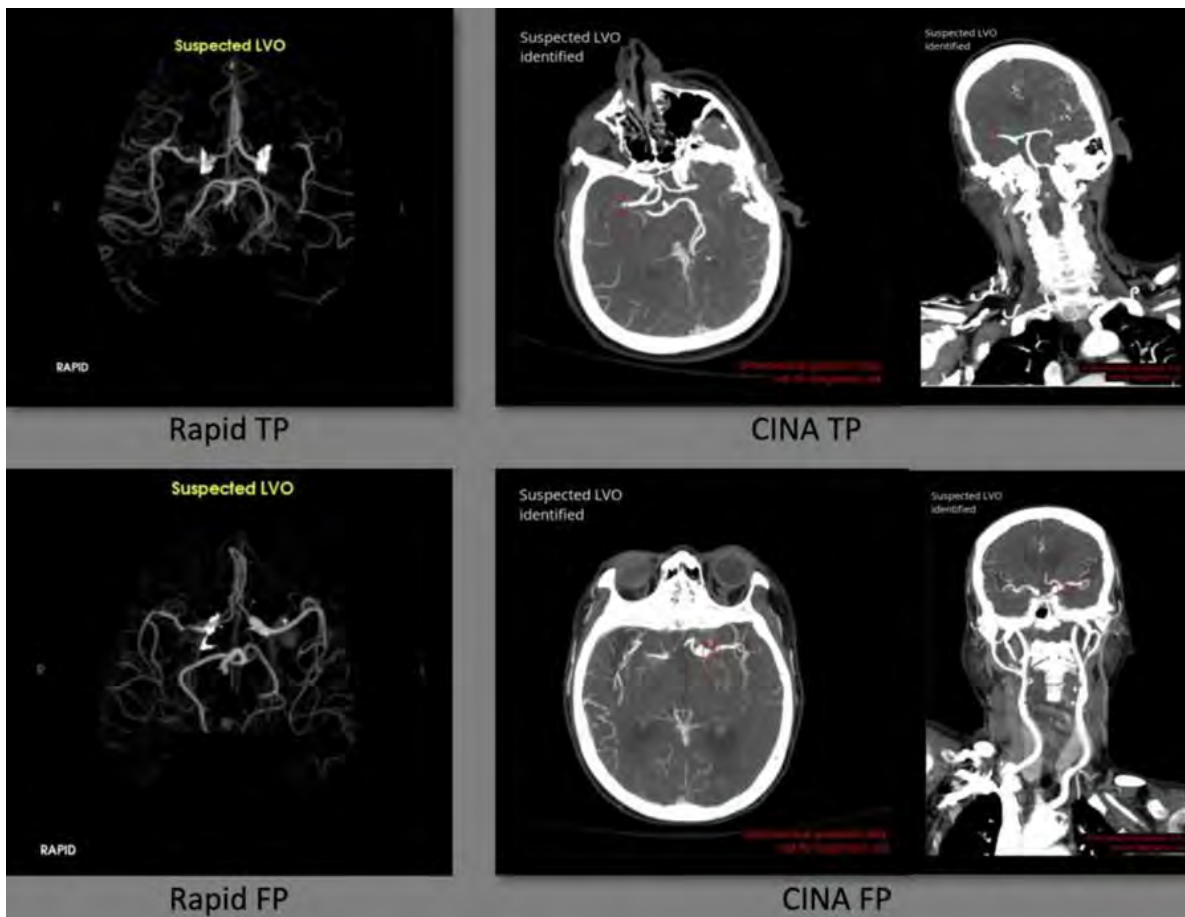 Suspected LVO
RAPID
Rapid TP
Suspected LVO
identified
Suspected LVO
identified
CINA TP
Suspected LVO
RAPID
Rapid FP
Suspected LVO
identified
Suspected LVO
identified
CINA FP